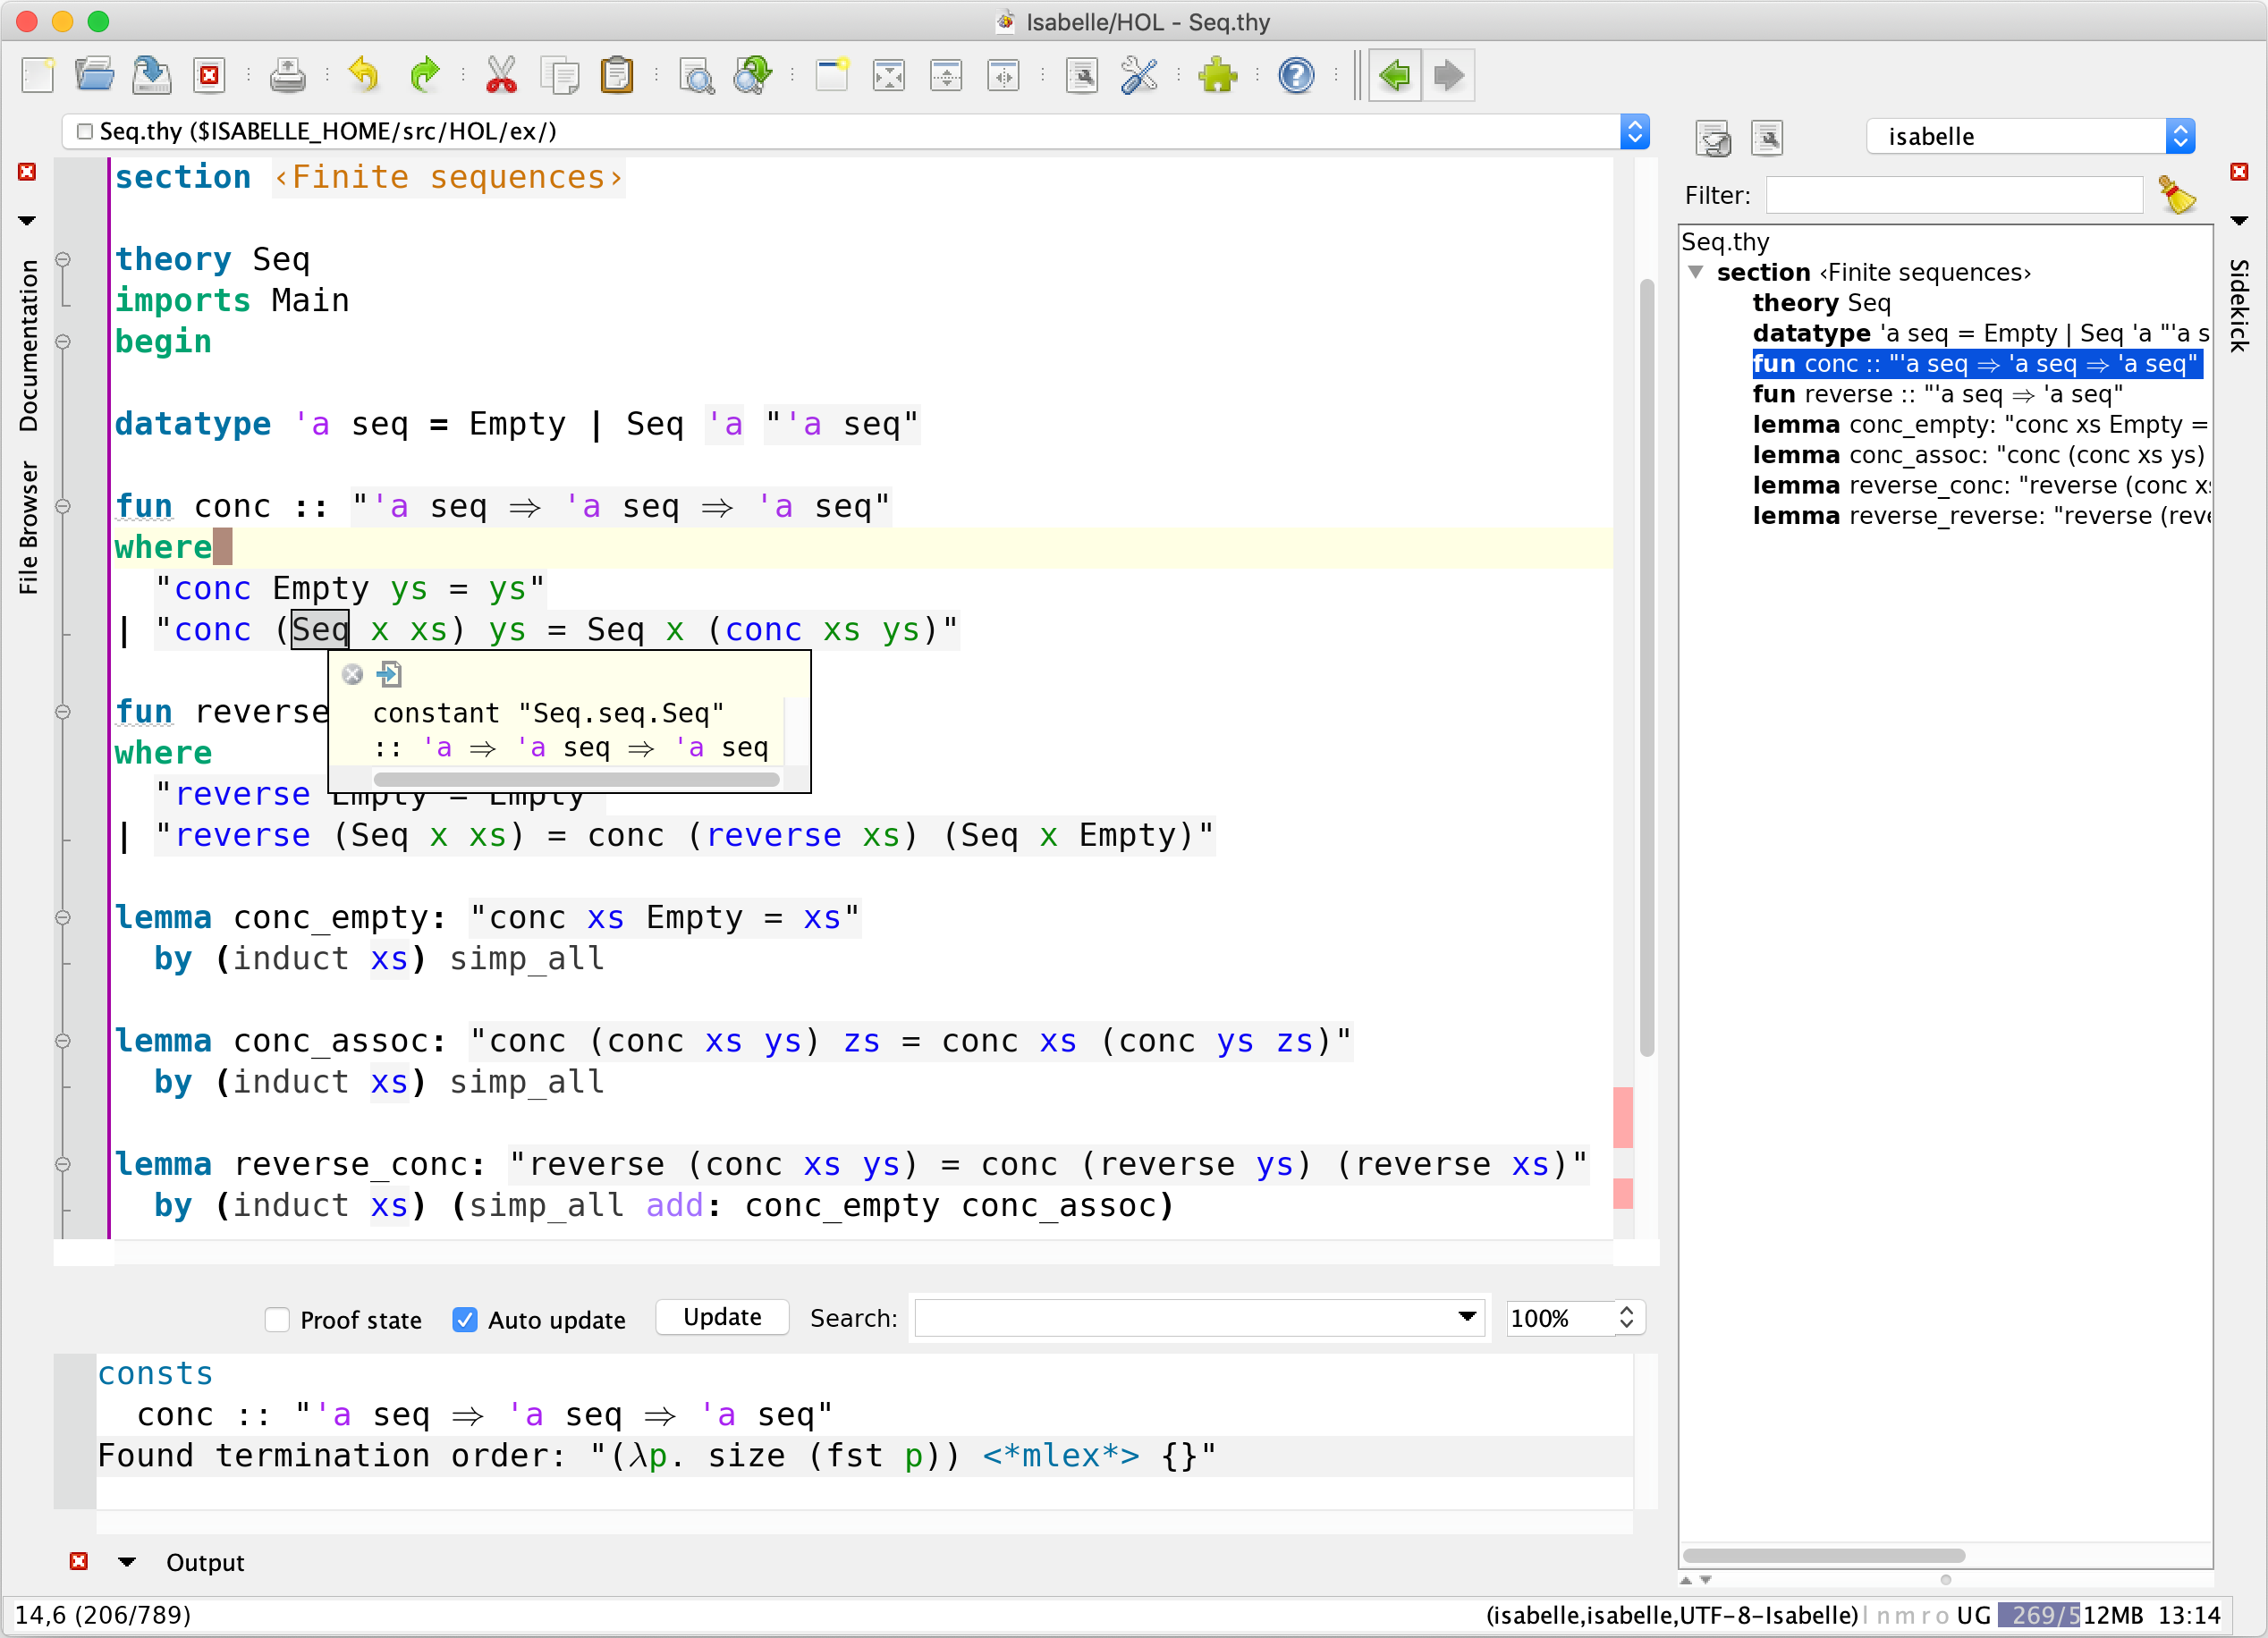 Isabelle/HOL - Seq.thy
Seq.thy ($ISABELLE_HOME/src/HOL/ex/)
Documentation
File Browser
section ‹Finite sequences›
theory Seq
imports Main
begin
datatype 'a seq = Empty | Seq 'a "'a seq"
fun conc :: "'a seq ⇒ 'a seq ⇒ 'a seq"
where
"conc Empty ys = ys"
| "conc (Seq x xs) ys = Seq x (conc xs ys)"
constant "Seq.seq.Seq"
:: 'a ⇒ 'a seq ⇒ 'a seq
fun reverse
where
"reverse Empty = Empty
| "reverse (Seq x xs) = conc (reverse xs) (Seq x Empty)"
lemma conc_empty: "conc xs Empty = xs"
by (induct xs) simp_all
lemma conc_assoc: "conc (conc xs ys) zs = conc xs (conc ys zs)"
by (induct xs) simp_all
lemma reverse_conc: "reverse (conc xs ys) = conc (reverse ys) (reverse xs)"
by (induct xs) (simp_all add: conc_empty conc_assoc)
Proof state Auto update Update Search: 100%
consts
conc :: "'a seq ⇒ 'a seq ⇒ 'a seq"
Found termination order: "(λp. size (fst p)) <*mlex*> {}"
Output
isabelle
Filter:
Seq.thy
section ‹Finite sequences›
theory Seq
datatype 'a seq = Empty | Seq 'a "'a s
fun conc :: "'a seq ⇒ 'a seq ⇒ 'a seq"
fun reverse :: "'a seq ⇒ 'a seq"
lemma conc_empty: "conc xs Empty =
lemma conc_assoc: "conc (conc xs ys)
lemma reverse_conc: "reverse (conc x
lemma reverse_reverse: "reverse (rev
Sidekick
14,6 (206/789)
(isabelle,isabelle,UTF-8-Isabelle) l n m r o UG 269/512MB 13:14